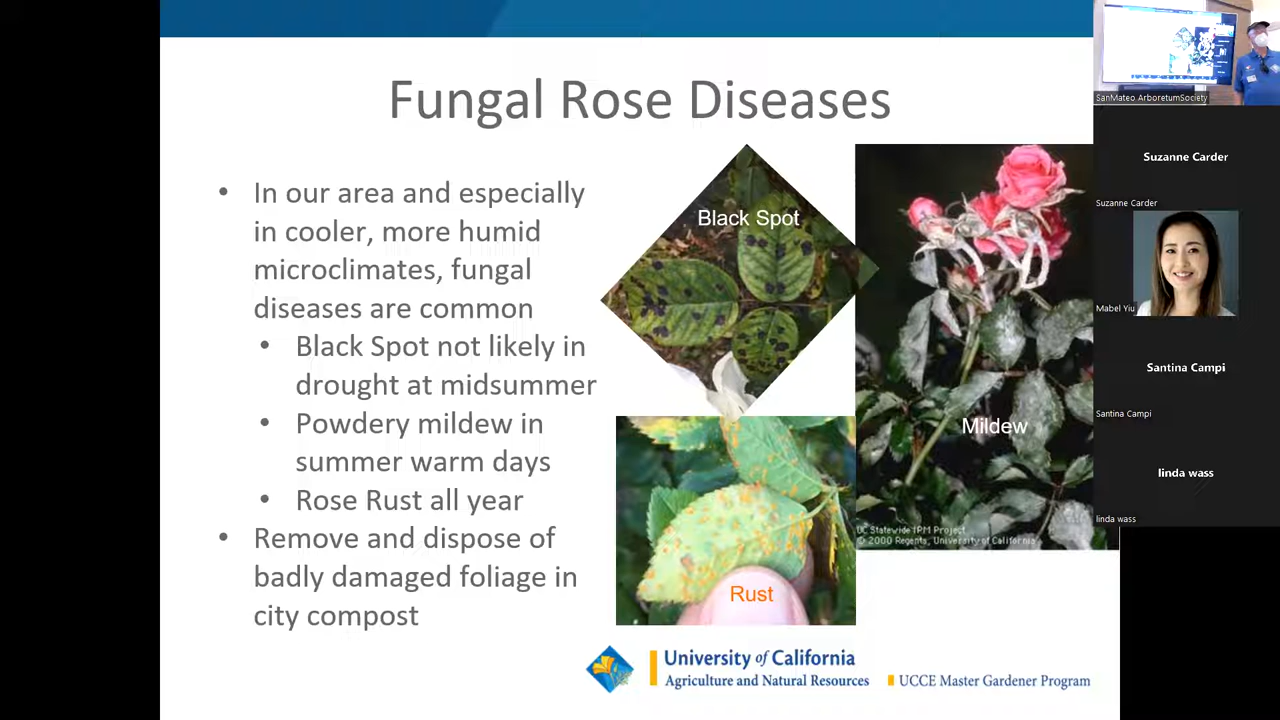 Fungal Rose Diseases
• In our area and especially
in cooler, more humid
microclimates, fungal
diseases are common
• Black Spot not likely in
drought at midsummer
• Powdery mildew in
summer warm days
• Rose Rust all year
• Remove and dispose of
badly damaged foliage in
city compost
Black Spot
Mildew
UC Statewide IPM Project
© 2000 Regents, University of California
Rust
University of California
Agriculture and Natural Resources
UCCE Master Gardener Program
SanMateo ArboretumSociety
Suzanne Carder
Suzanne Carder
Mabel Yiu
Santina Campi
Santina Campi
linda wass
linda wass